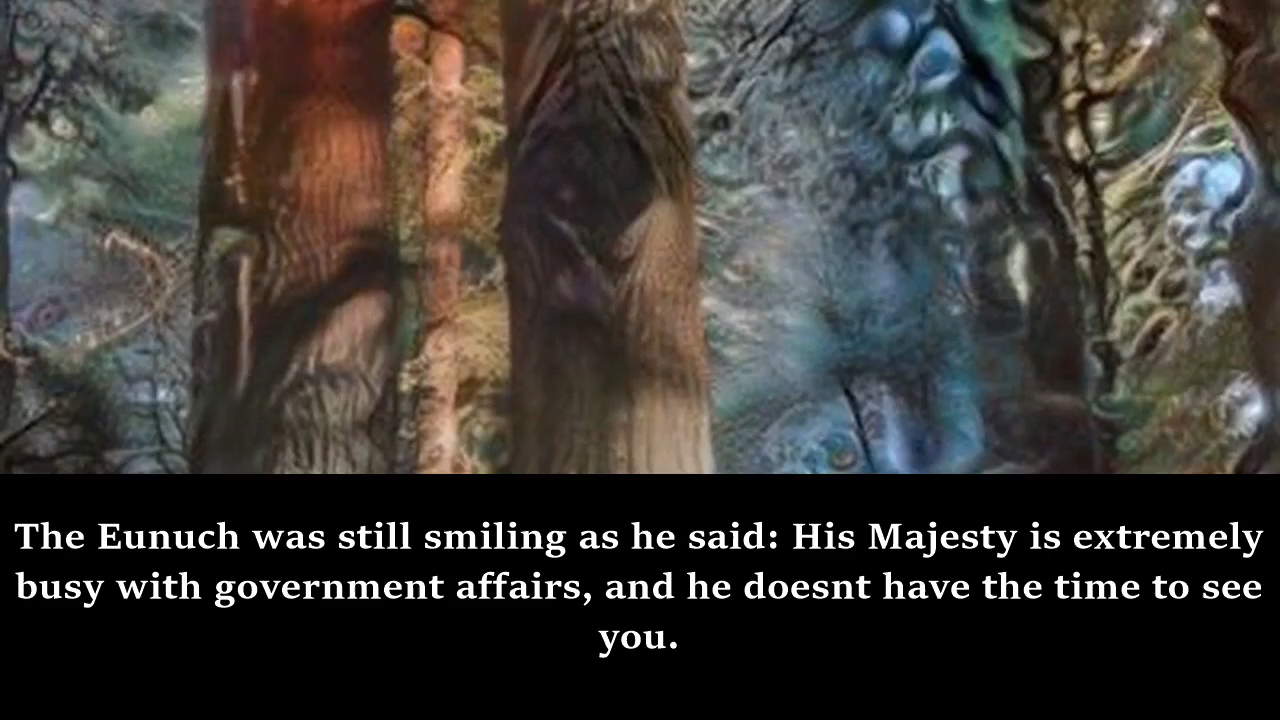 The Eunuch was still smiling as he said: His Majesty is extremely
busy with government affairs, and he doesnt have the time to see
you.